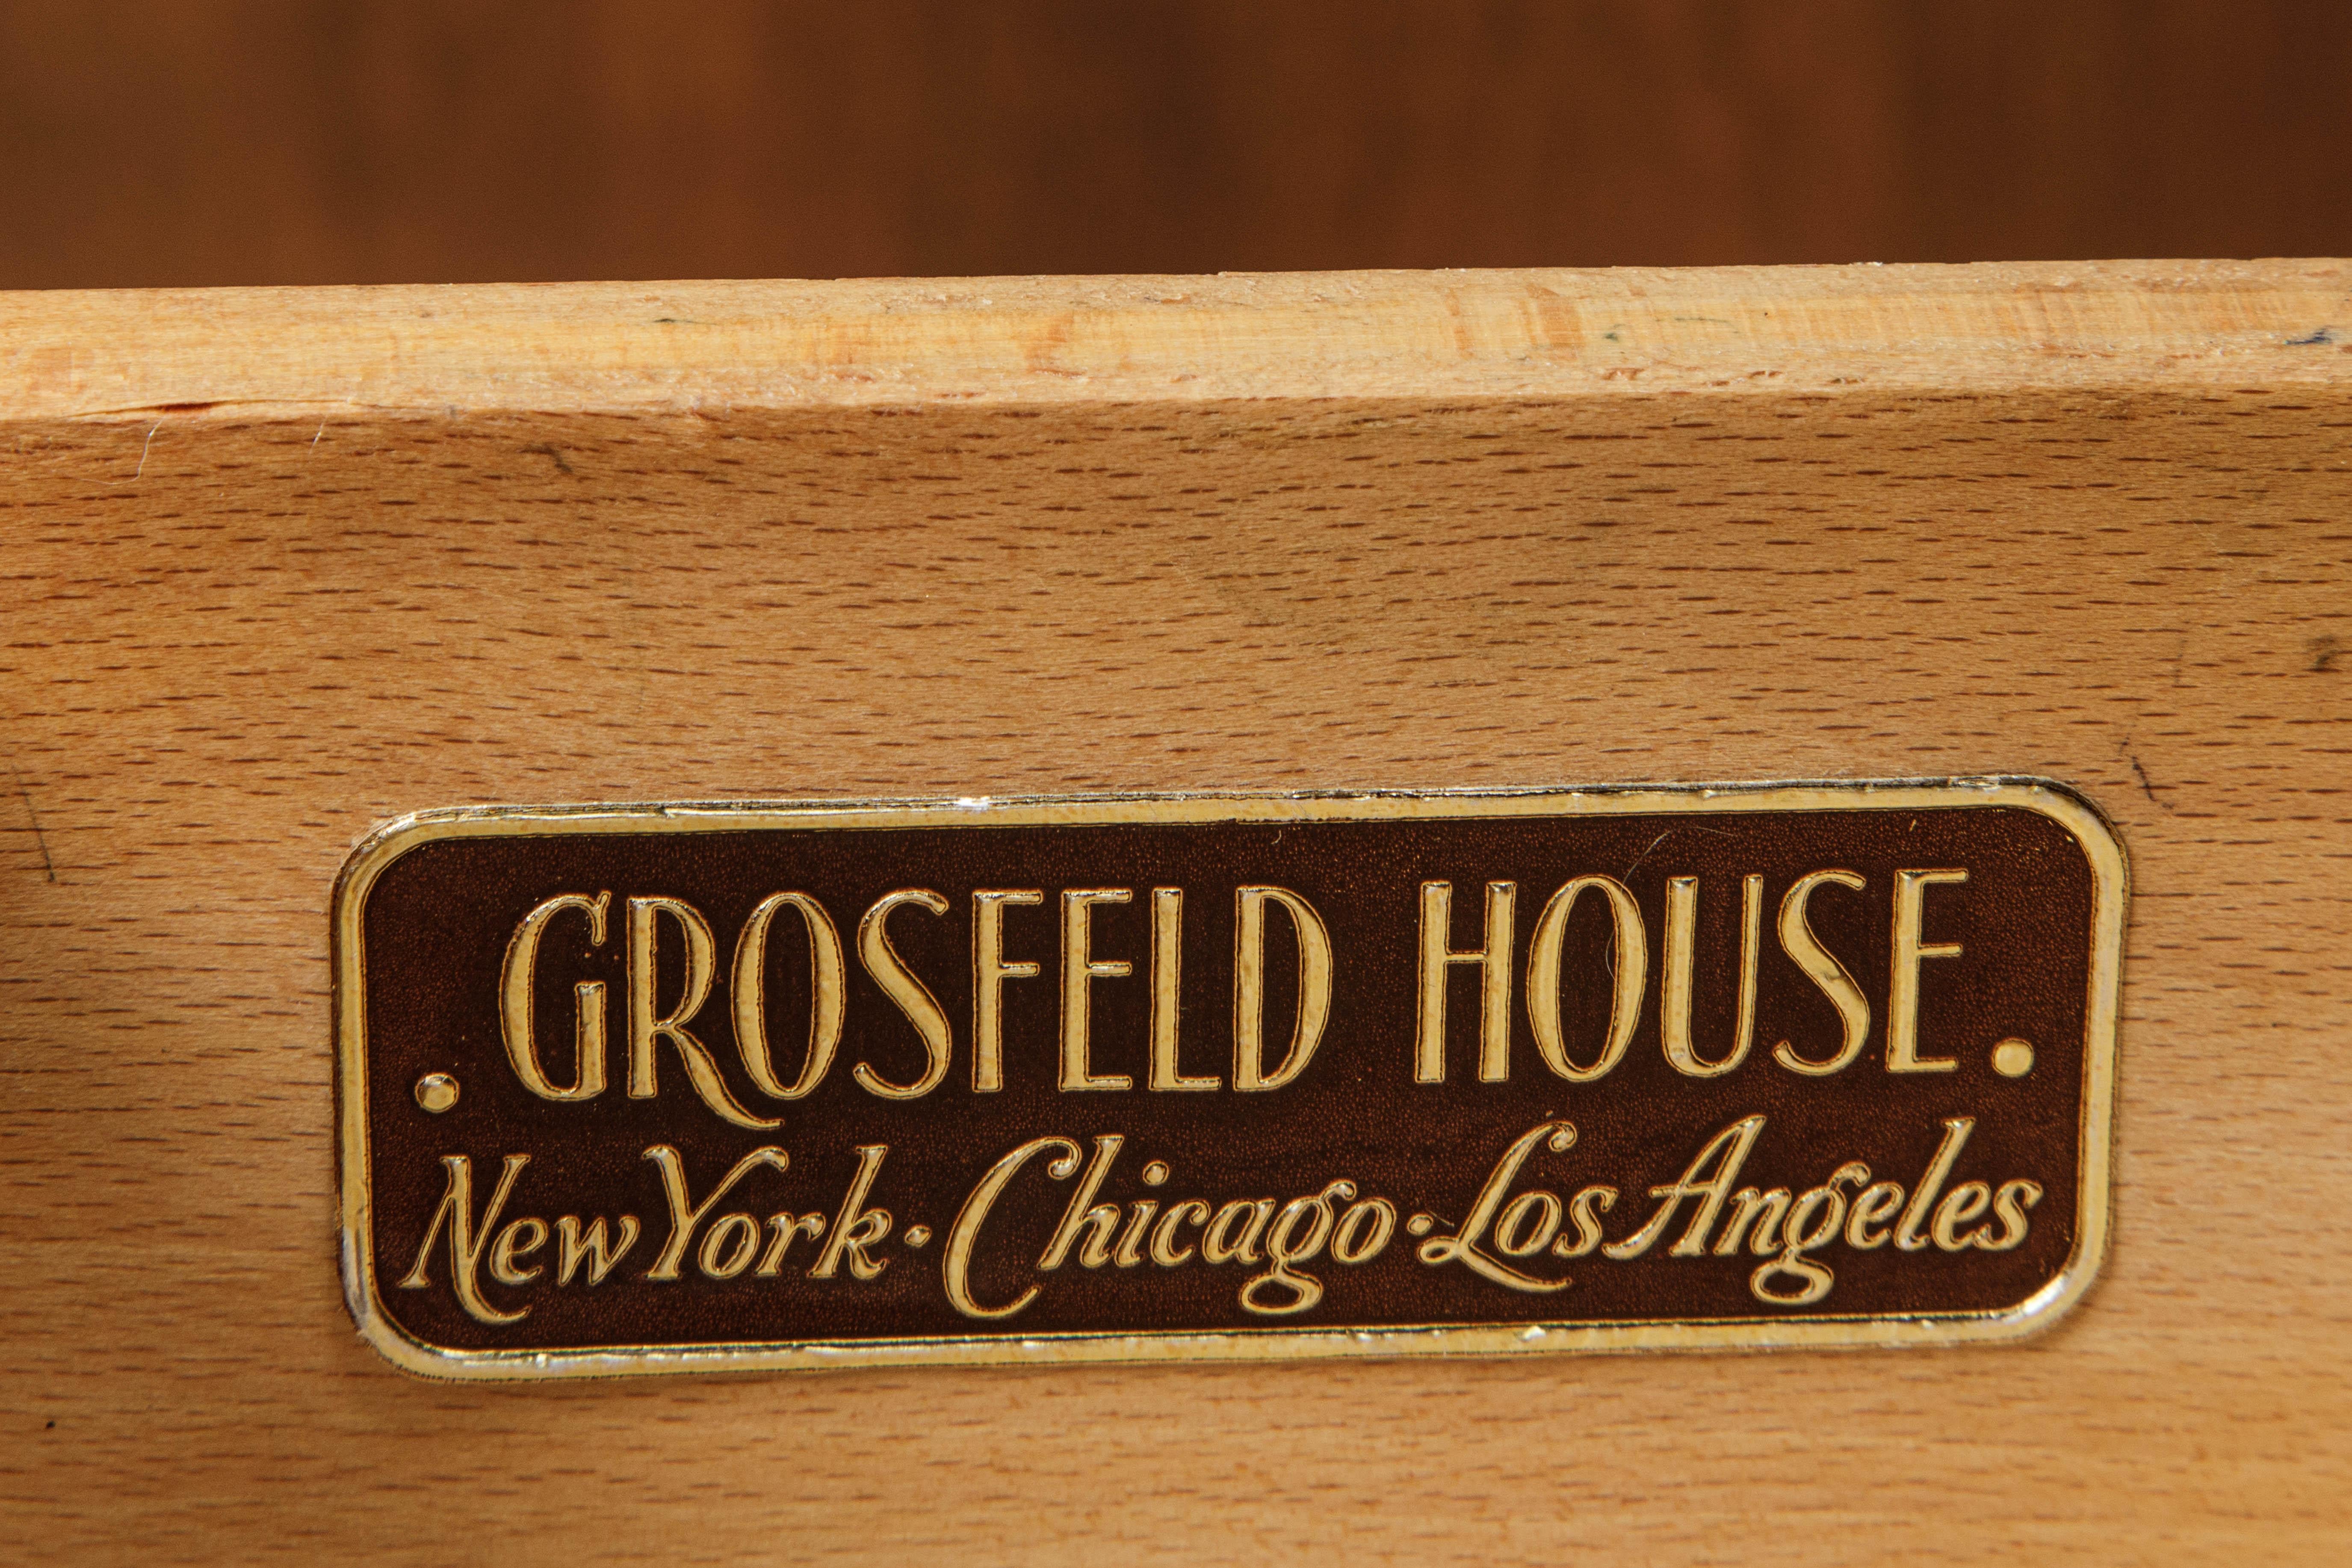 . GROSFELD HOUSE.
New York · Chicago · Los Angeles